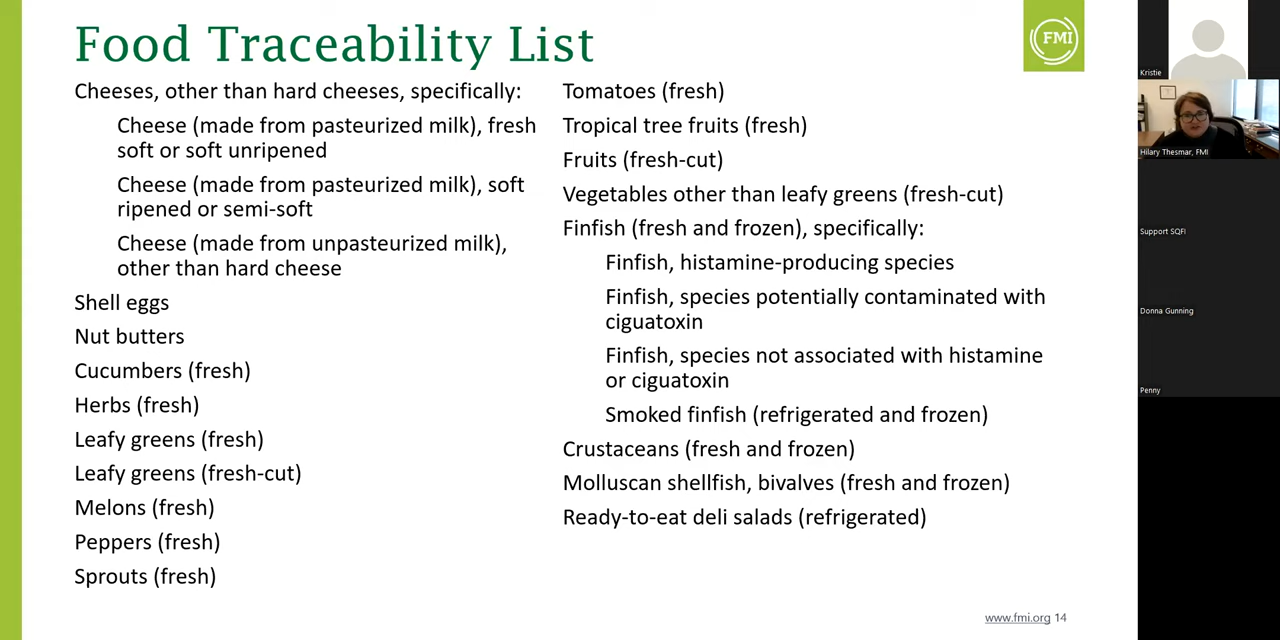 Food Traceability List
FMI
Cheeses, other than hard cheeses, specifically:
Cheese (made from pasteurized milk), fresh
soft or soft unripened
Cheese (made from pasteurized milk), soft
ripened or semi-soft
Cheese (made from unpasteurized milk),
other than hard cheese
Shell eggs
Nut butters
Cucumbers (fresh)
Herbs (fresh)
Leafy greens (fresh)
Leafy greens (fresh-cut)
Melons (fresh)
Peppers (fresh)
Sprouts (fresh)
Tomatoes (fresh)
Tropical tree fruits (fresh)
Fruits (fresh-cut)
Vegetables other than leafy greens (fresh-cut)
Finfish (fresh and frozen), specifically:
Finfish, histamine-producing species
Finfish, species potentially contaminated with
ciguatoxin
Finfish, species not associated with histamine
or ciguatoxin
Smoked finfish (refrigerated and frozen)
Crustaceans (fresh and frozen)
Molluscan shellfish, bivalves (fresh and frozen)
Ready-to-eat deli salads (refrigerated)
www.fmi.org 14
Kristie
Hilary Thesmar, FMI
Support SQFI
Donna Gunning
Penny